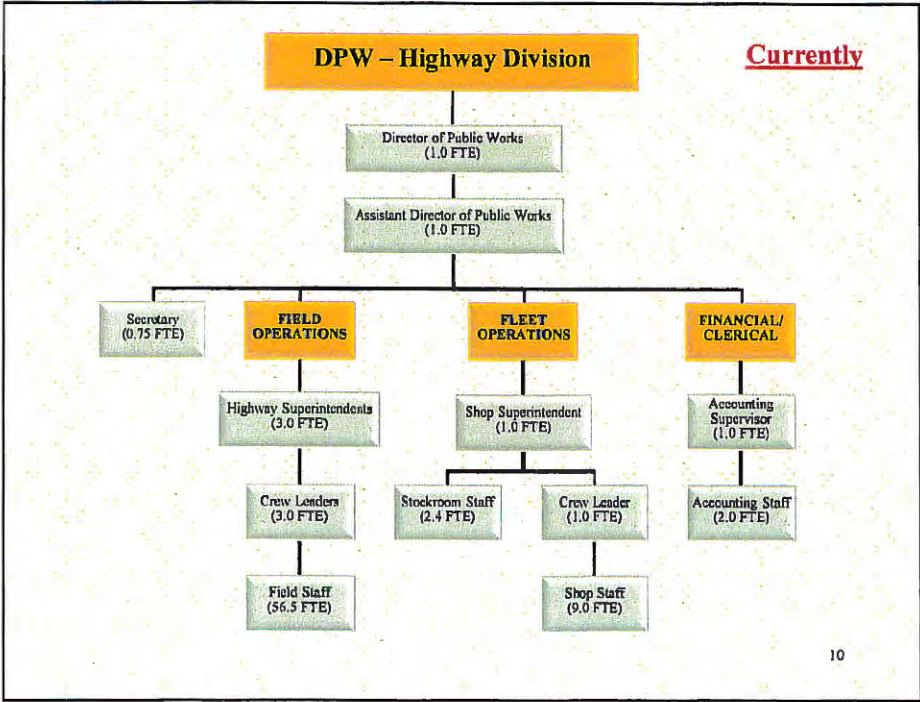 DPW – Highway Division
Currently
Director of Public Works
(1.0 FTE)
Assistant Director of Public Works
(1.0 FTE)
Secretary
(0.75 FTE)
FIELD
OPERATIONS
FLEET
OPERATIONS
FINANCIAL/
CLERICAL
Highway Superintendents
(3.0 FTE)
Shop Superintendent
(1.0 FTE)
Accounting
Supervisor
(1.0 FTE)
Crew Leaders
(3.0 FTE)
Stockroom Staff
(2.4 FTE)
Crew Leader
(1.0 FTE)
Accounting Staff
(2.0 FTE)
Field Staff
(56.5 FTE)
Shop Staff
(9.0 FTE)
10